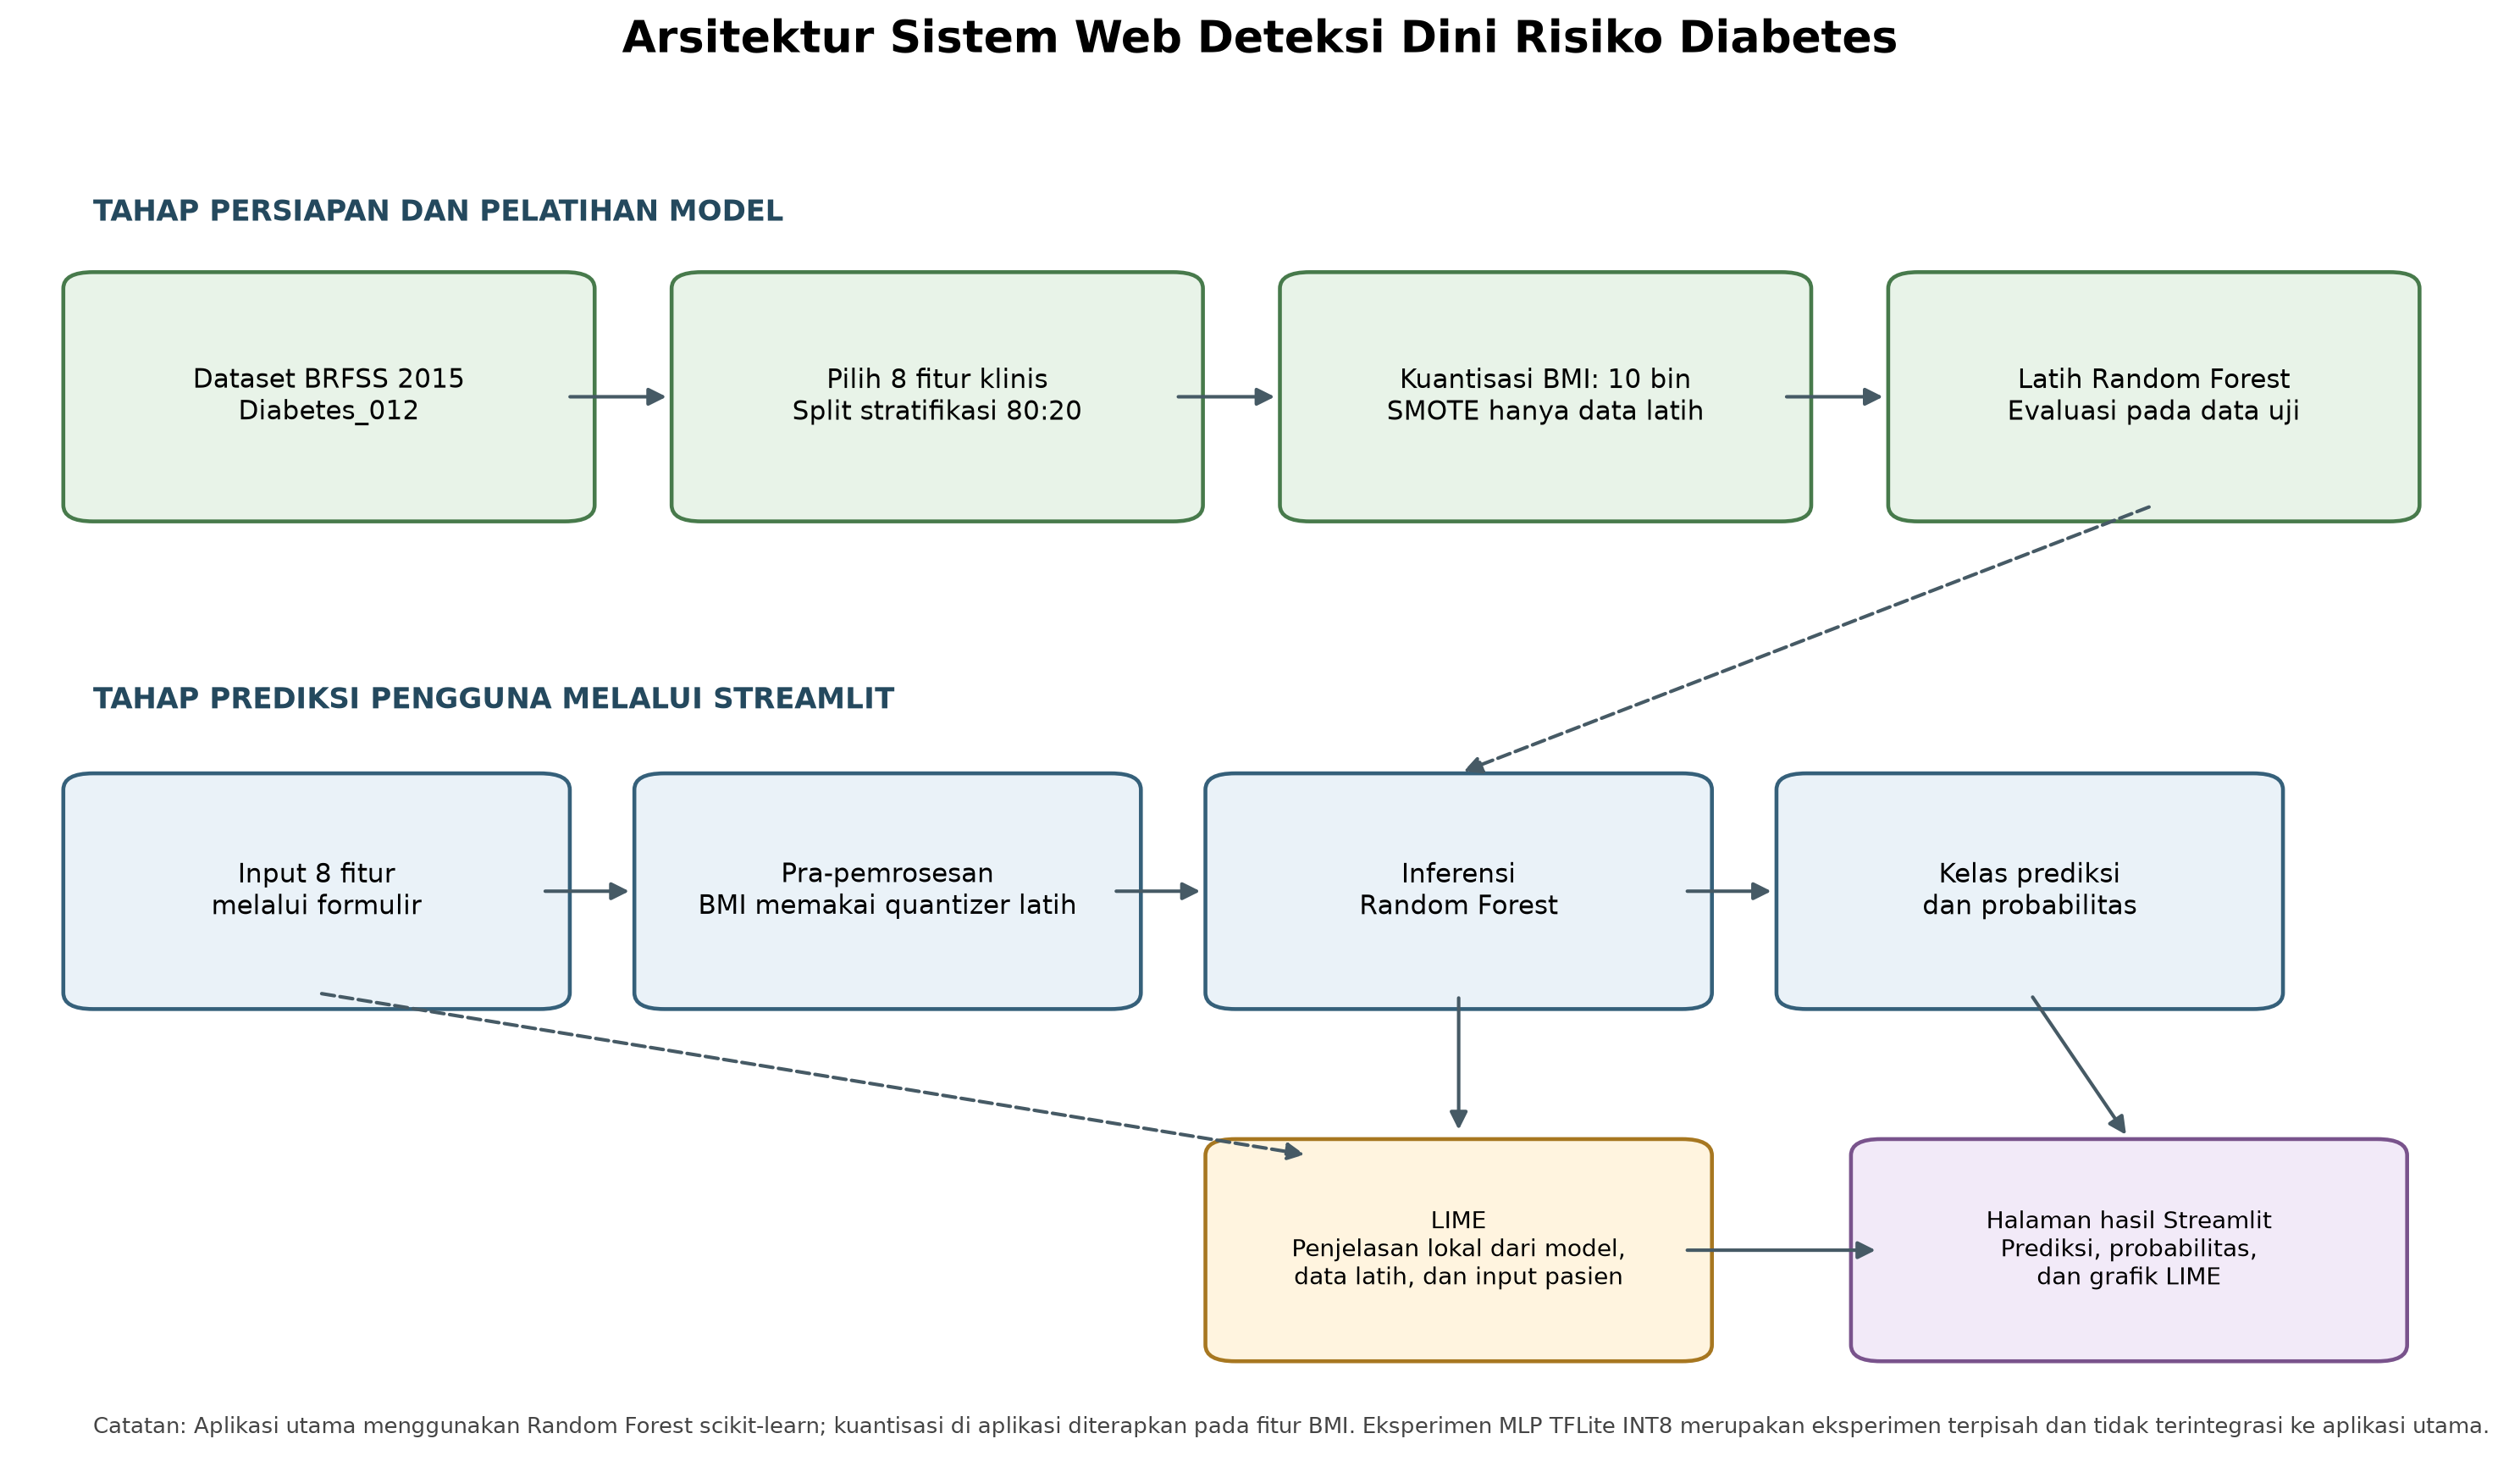 Arsitektur Sistem Web Deteksi Dini Risiko Diabetes
TAHAP PERSIAPAN DAN PELATIHAN MODEL
Dataset BRFSS 2015
Diabetes_012
Pilih 8 fitur klinis
Split stratifikasi 80:20
Kuantisasi BMI: 10 bin
SMOTE hanya data latih
Latih Random Forest
Evaluasi pada data uji
TAHAP PREDIKSI PENGGUNA MELALUI STREAMLIT
Input 8 fitur
melalui formulir
Pra-pemrosesan
BMI memakai quantizer latih
Inferensi
Random Forest
Kelas prediksi
dan probabilitas
LIME
Penjelasan lokal dari model,
data latih, dan input pasien
Halaman hasil Streamlit
Prediksi, probabilitas,
dan grafik LIME
Catatan: Aplikasi utama menggunakan Random Forest scikit-learn; kuantisasi di aplikasi diterapkan pada fitur BMI. Eksperimen MLP TFLite INT8 merupakan eksperimen terpisah dan tidak terintegrasi ke aplikasi utama.